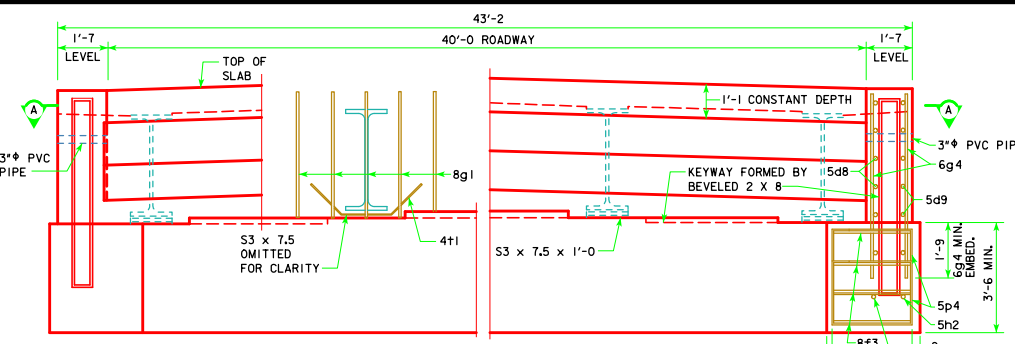 43'-2
1'-7
LEVEL
40'-0 ROADWAY
1'-7
LEVEL
TOP OF
SLAB
A
1'-1 CONSTANT DEPTH
A
3"Φ PVC
PIPE
3"Φ PVC PIP
8g1
KEYWAY FORMED BY
BEVELED 2 X 8
5d8
6g4
5d9
S3 x 7.5
OMITTED
FOR CLARITY
4t1
S3 x 7.5 x 1'-0
1'-9
6g4 MIN.
EMBED.
3'-6 MIN.
5p4
5h2
8f3